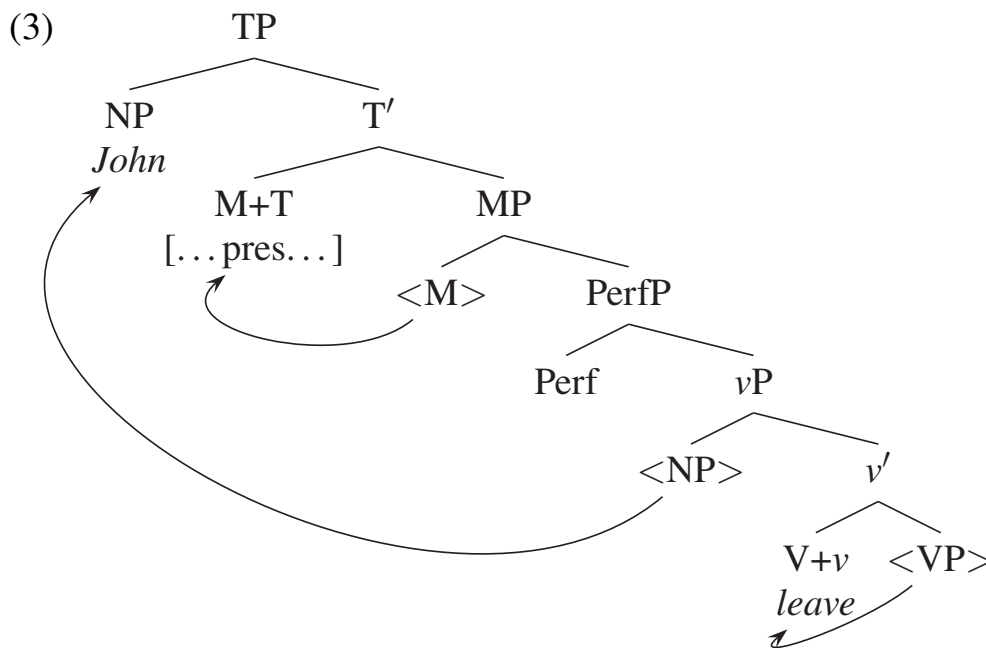 (3) TP
NP T′
John
M+T MP
[…pres…]
<M> PerfP
Perf vP
<NP> v′
V+v <VP>
leave